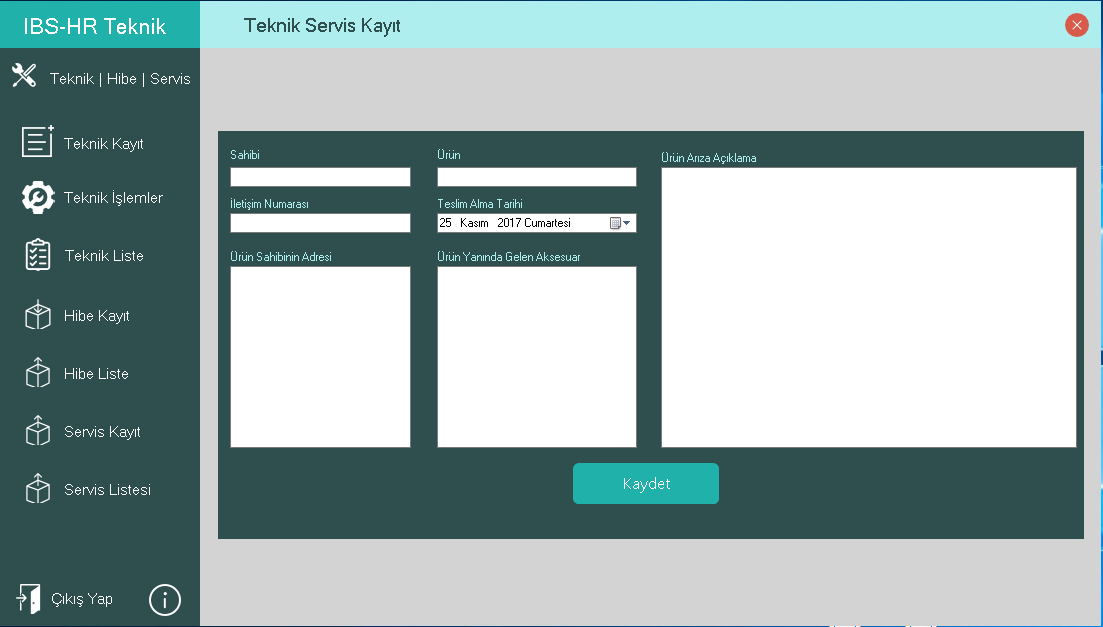 IBS-HR Teknik
Teknik Servis Kayıt
Teknik | Hibe | Servis
Teknik Kayıt
Teknik İşlemler
Teknik Liste
Hibe Kayıt
Hibe Liste
Servis Kayıt
Servis Listesi
Çıkış Yap
Sahibi
Ürün
Ürün Arıza Açıklama
İletişim Numarası
Teslim Alma Tarihi
25 Kasım 2017 Cumartesi
Ürün Sahibinin Adresi
Ürün Yanında Gelen Aksesuar
Kaydet